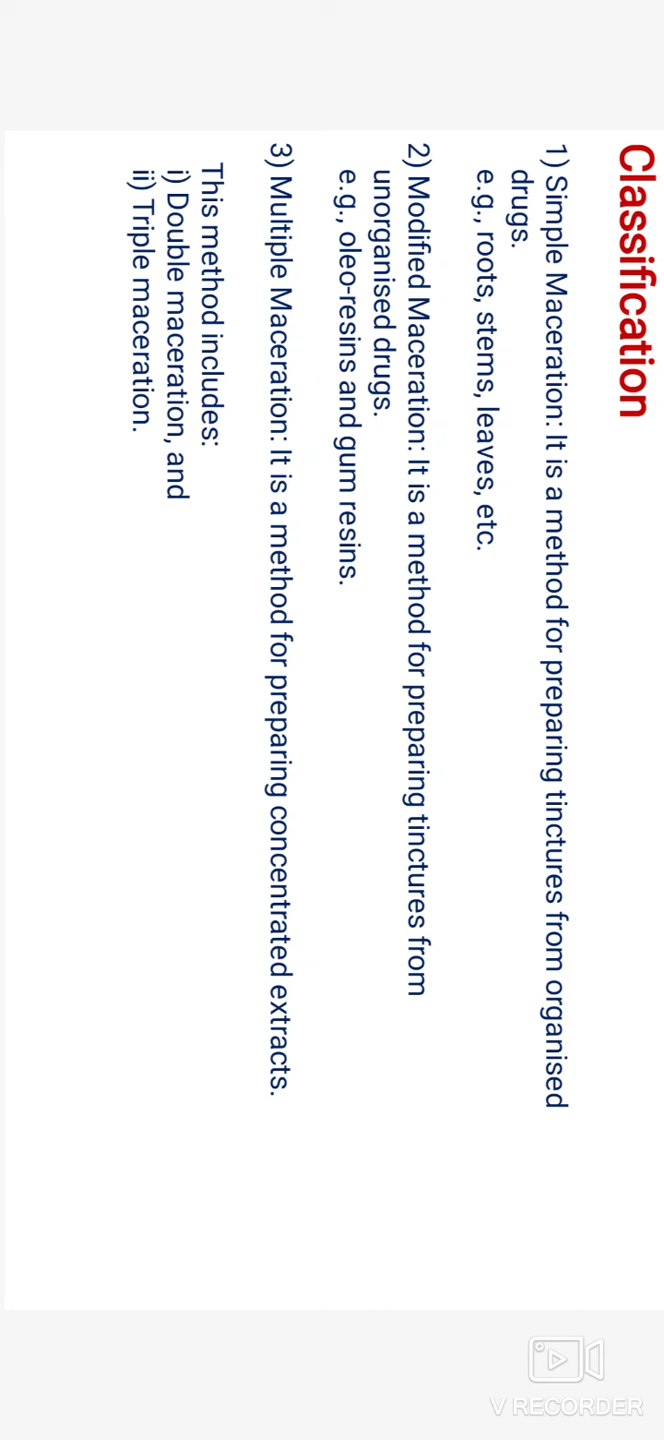 Classification
1) Simple Maceration: It is a method for preparing tinctures from organised
drugs.
e.g., roots, stems, leaves, etc.
2) Modified Maceration: It is a method for preparing tinctures from
unorganised drugs.
e.g., oleo-resins and gum resins.
3) Multiple Maceration: It is a method for preparing concentrated extracts.
This method includes:
i) Double maceration, and
ii) Triple maceration.
V RECORDER